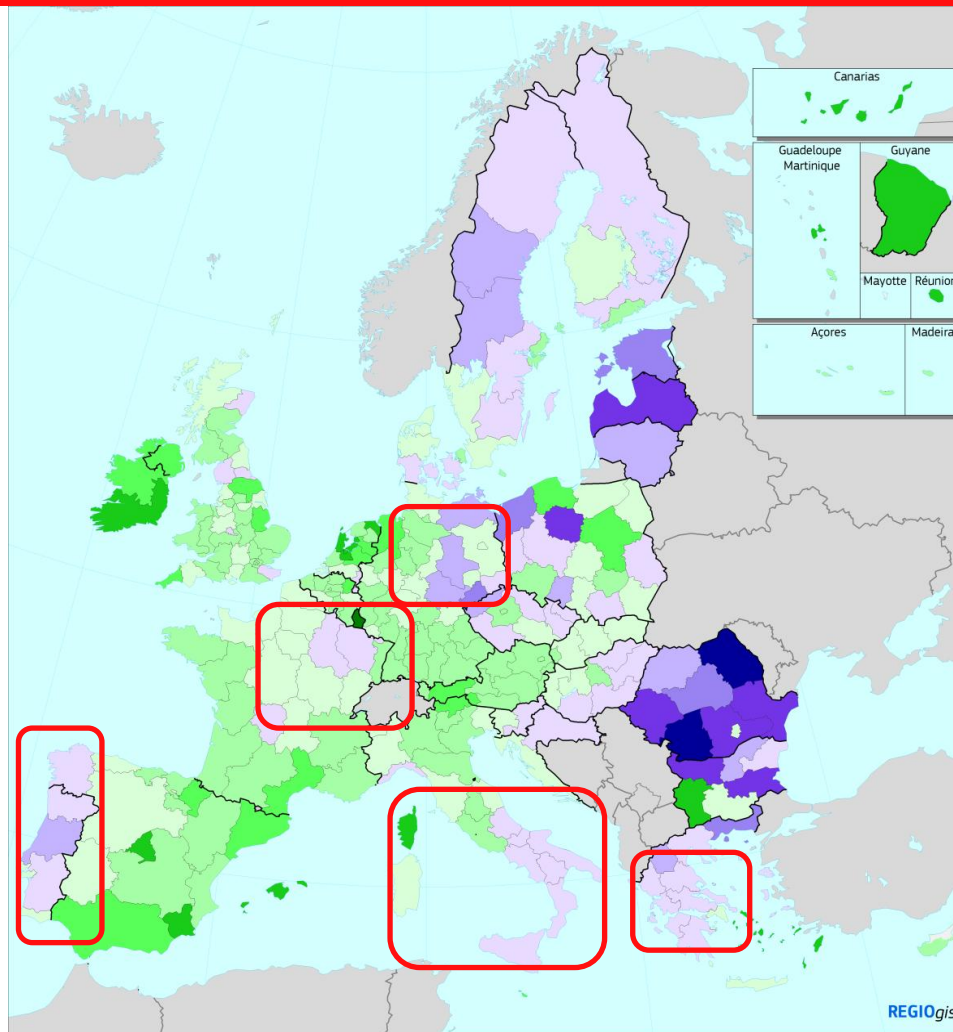 Canarias
Guadeloupe
Martinique
Guyane
Mayotte
Réunion
Açores
Madeira
REGIOgis